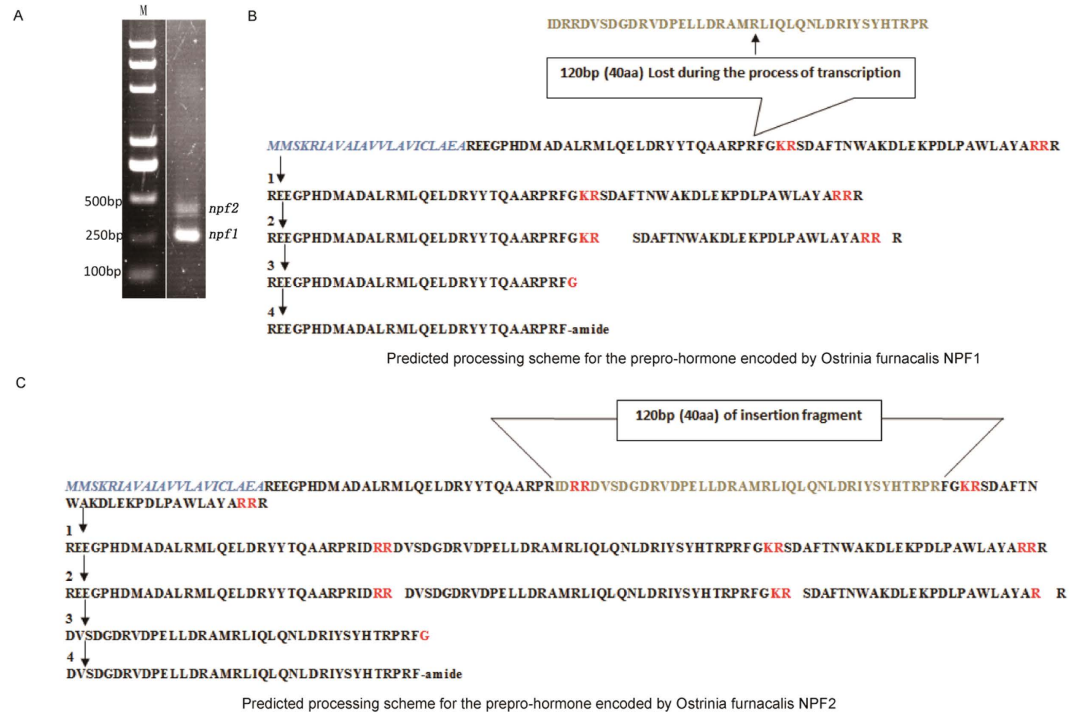 A
M
500bp
250bp
100bp
npf2
npf1
B
IDRRDVSDGDRVDPELLDRAMRLIQLQNLDRIYSYHTRPR
120bp (40aa) Lost during the process of transcription
MMSKRIAVAIAVVLAVICLAEAREEGPHDMADALRMLQELDRYYTQAARPRFGKRSDAFTNWAKDLEKPDLPAWLAYARRR
1
REEGPHDMADALRMLQELDRYYTQAARPRFGKRSDAFTNWAKDLEKPDLPAWLAYARRR
2
REEGPHDMADALRMLQELDRYYTQAARPRFGKR SDAFTNWAKDLEKPDLPAWLAYARR R
3
REEGPHDMADALRMLQELDRYYTQAARPRFG
4
REEGPHDMADALRMLQELDRYYTQAARPRF-amide
Predicted processing scheme for the prepro-hormone encoded by Ostrinia furnacalis NPF1
C
120bp (40aa) of insertion fragment
MMSKRIAVAIAVVLAVICLAEAREEGPHDMADALRMLQELDRYYTQAARPRIDRRDVSDGDRVDPELLDRAMRLIQLQNLDRIYSYHTRPRFGKRSDAFTN
WAKDLEKPDLPAWLAYARRR
1
REEGPHDMADALRMLQELDRYYTQAARPRIDRRDVSDGDRVDPELLDRAMRLIQLQNLDRIYSYHTRPRFGKRSDAFTNWAKDLEKPDLPAWLAYARRR
2
REEGPHDMADALRMLQELDRYYTQAARPRIDRR DVSDGDRVDPELLDRAMRLIQLQNLDRIYSYHTRPRFGKR SDAFTNWAKDLEKPDLPAWLAYAR R
3
DVSDGDRVDPELLDRAMRLIQLQNLDRIYSYHTRPRFG
4
DVSDGDRVDPELLDRAMRLIQLQNLDRIYSYHTRPRF-amide
Predicted processing scheme for the prepro-hormone encoded by Ostrinia furnacalis NPF2